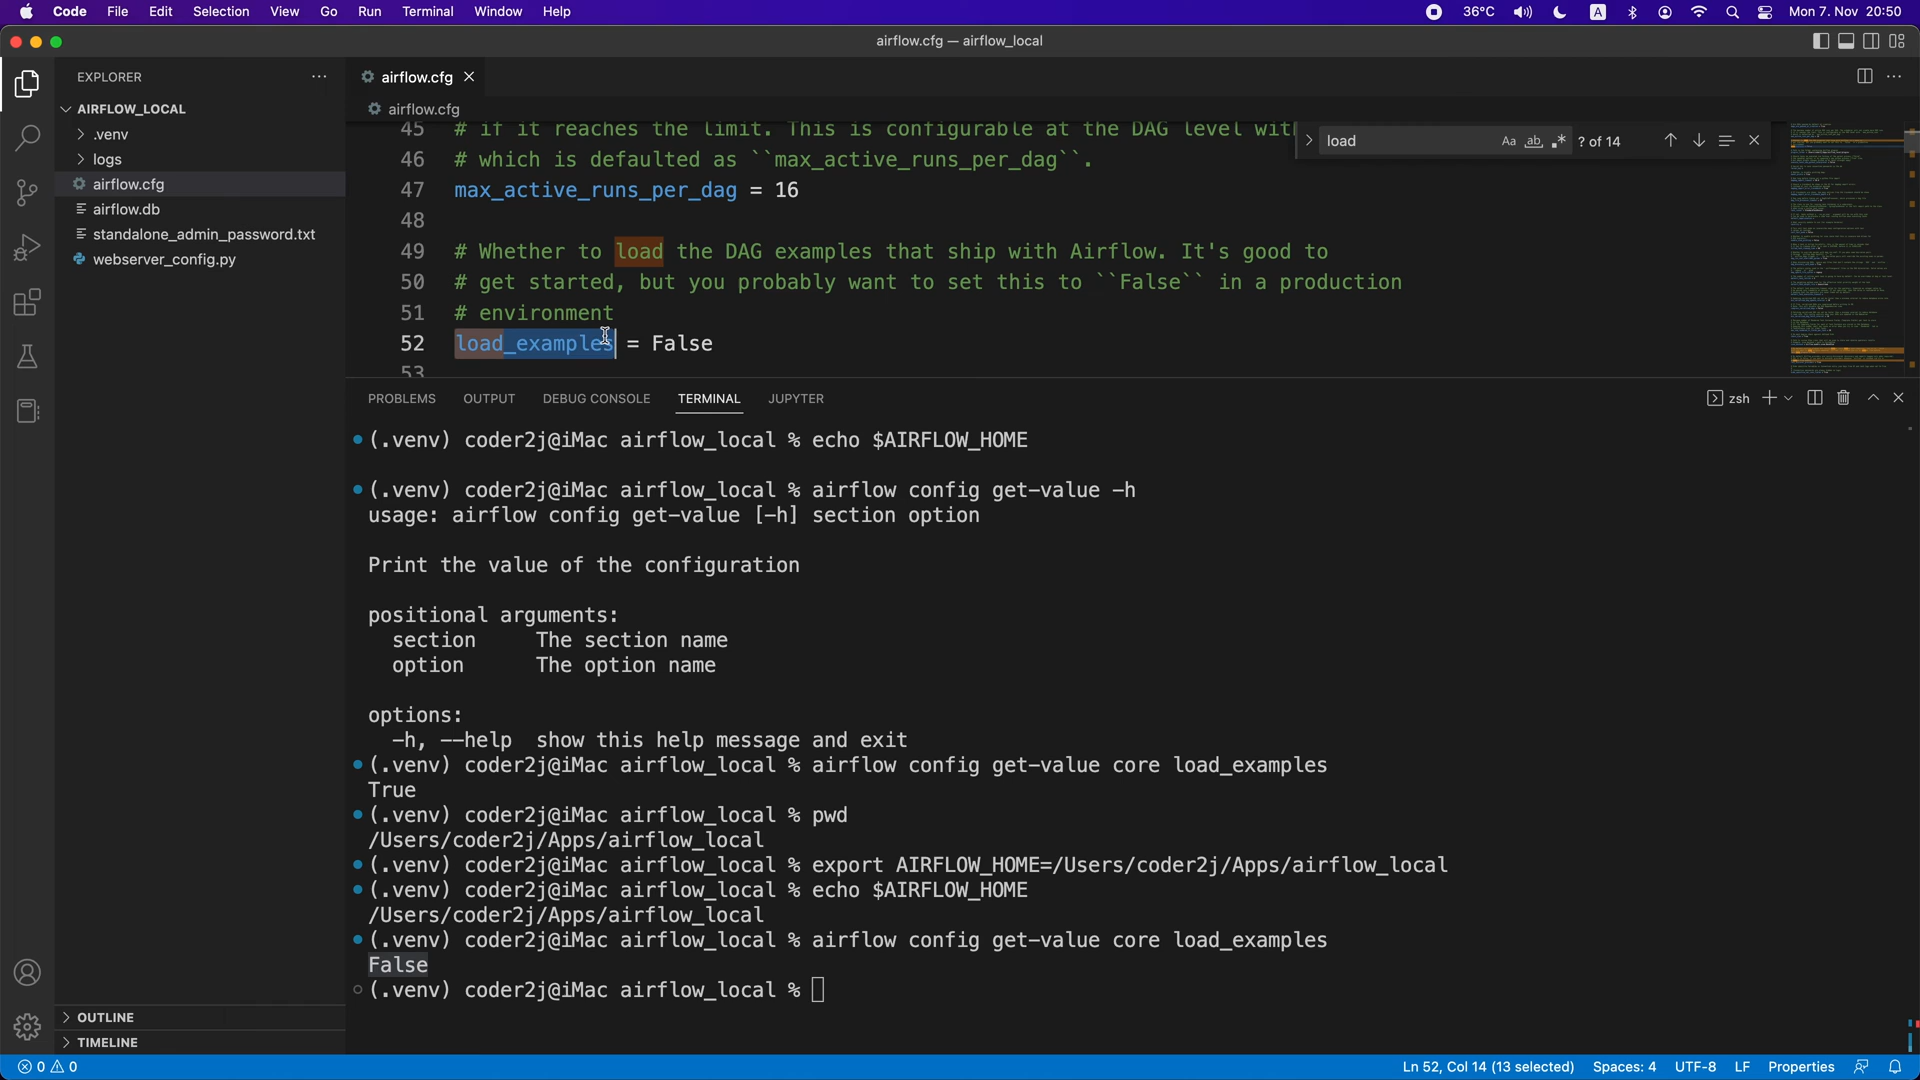 Code File Edit Selection View Go Run Terminal Window Help 36°C A Mon 7. Nov 20:50
airflow.cfg — airflow_local
EXPLORER
AIRFLOW_LOCAL
.venv
logs
airflow.cfg
airflow.db
standalone_admin_password.txt
webserver_config.py
OUTLINE
TIMELINE
airflow.cfg
airflow.cfg
load Aa ab ? of 14
45 # if it reaches the limit. This is configurable at the DAG level wit
46 # which is defaulted as ``max_active_runs_per_dag``.
47 max_active_runs_per_dag = 16
48
49 # Whether to load the DAG examples that ship with Airflow. It's good to
50 # get started, but you probably want to set this to ``False`` in a production
51 # environment
52 load_examples = False
53
PROBLEMS OUTPUT DEBUG CONSOLE TERMINAL JUPYTER zsh
(.venv) coder2j@iMac airflow_local % echo $AIRFLOW_HOME
(.venv) coder2j@iMac airflow_local % airflow config get-value -h
usage: airflow config get-value [-h] section option
Print the value of the configuration
positional arguments:
section The section name
option The option name
options:
-h, --help show this help message and exit
(.venv) coder2j@iMac airflow_local % airflow config get-value core load_examples
True
(.venv) coder2j@iMac airflow_local % pwd
/Users/coder2j/Apps/airflow_local
(.venv) coder2j@iMac airflow_local % export AIRFLOW_HOME=/Users/coder2j/Apps/airflow_local
(.venv) coder2j@iMac airflow_local % echo $AIRFLOW_HOME
/Users/coder2j/Apps/airflow_local
(.venv) coder2j@iMac airflow_local % airflow config get-value core load_examples
False
(.venv) coder2j@iMac airflow_local %
0 0 Ln 52, Col 14 (13 selected) Spaces: 4 UTF-8 LF Properties